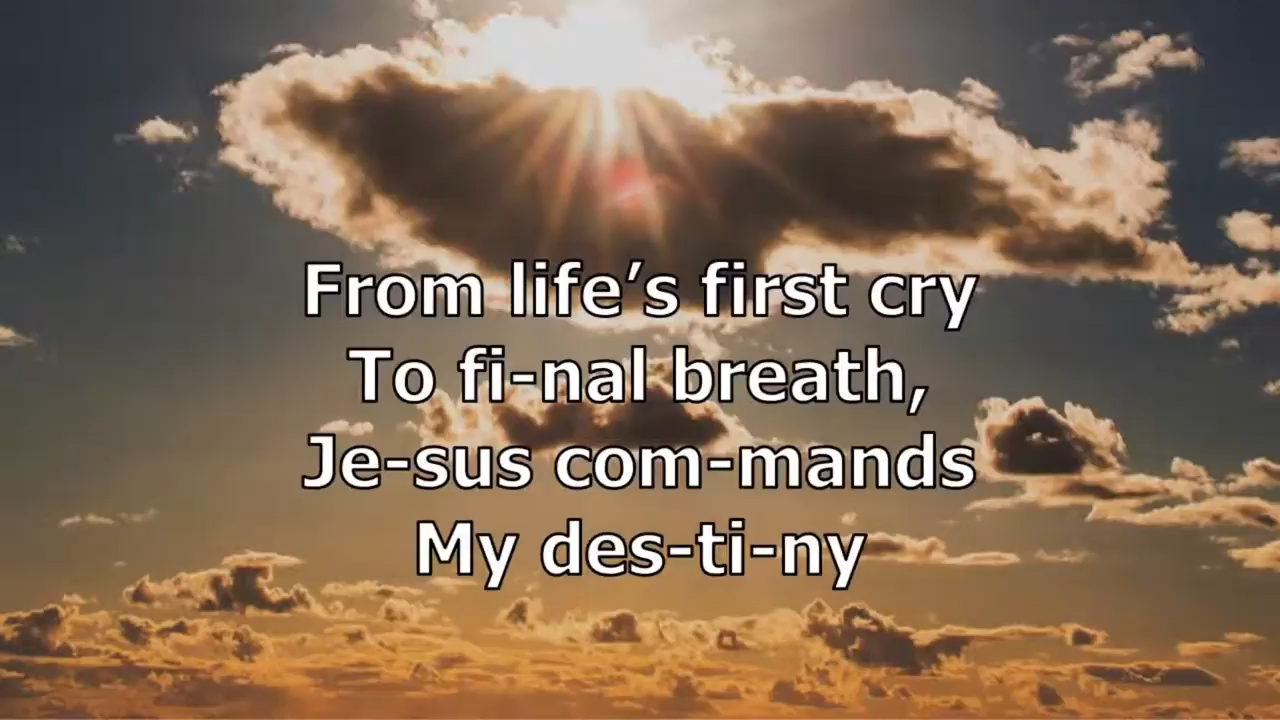 From life’s first cry
To fi-nal breath,
Je-sus com-mands
My des-ti-ny